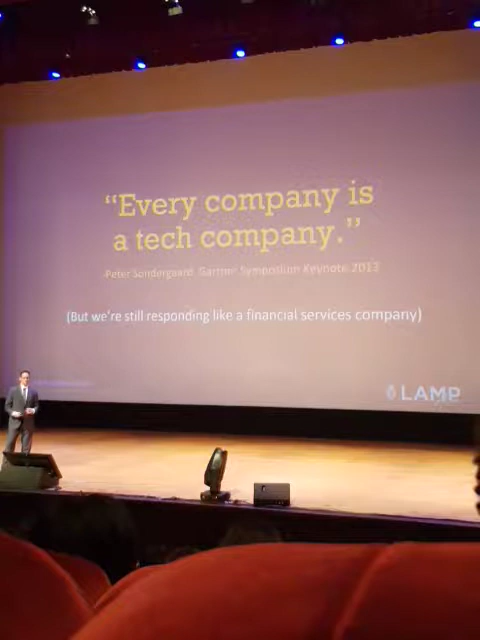 “Every company is
a tech company.”
Peter Sondergaard, Gartner Symposium Keynote 2013
(But we’re still responding like a financial services company)
LAMP